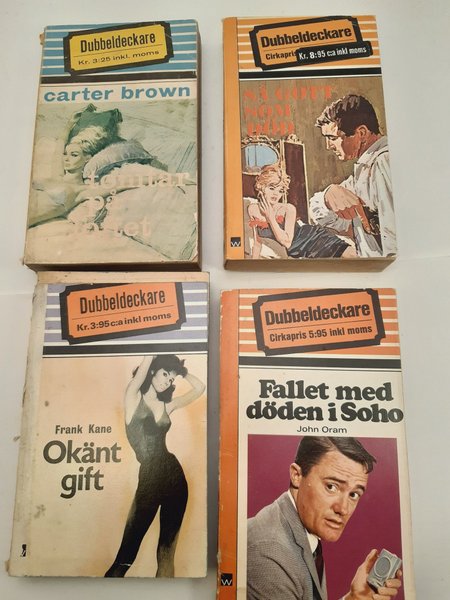 Dubbeldeckare
Kr. 3:25 inkl. moms
carter brown
Dubbeldeckare
Cirkapris Kr. 8:95 c:a inkl moms
W
Dubbeldeckare
Kr. 3:95 c:a inkl moms
Frank Kane
Okänt
gift
Dubbeldeckare
Cirkapris 5:95 inkl moms
Fallet med
döden i Soho
John Oram
W